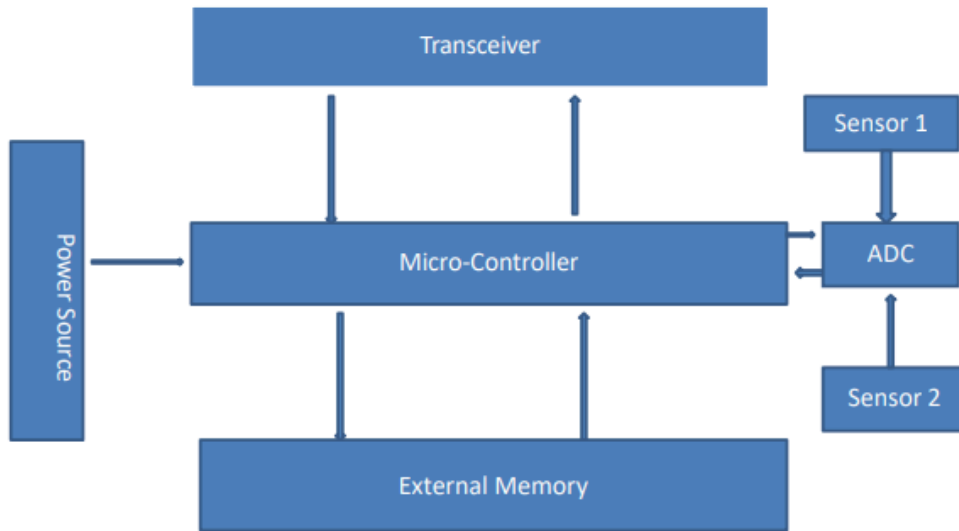 Transceiver
Sensor 1
Power Source
Micro-Controller
ADC
Sensor 2
External Memory